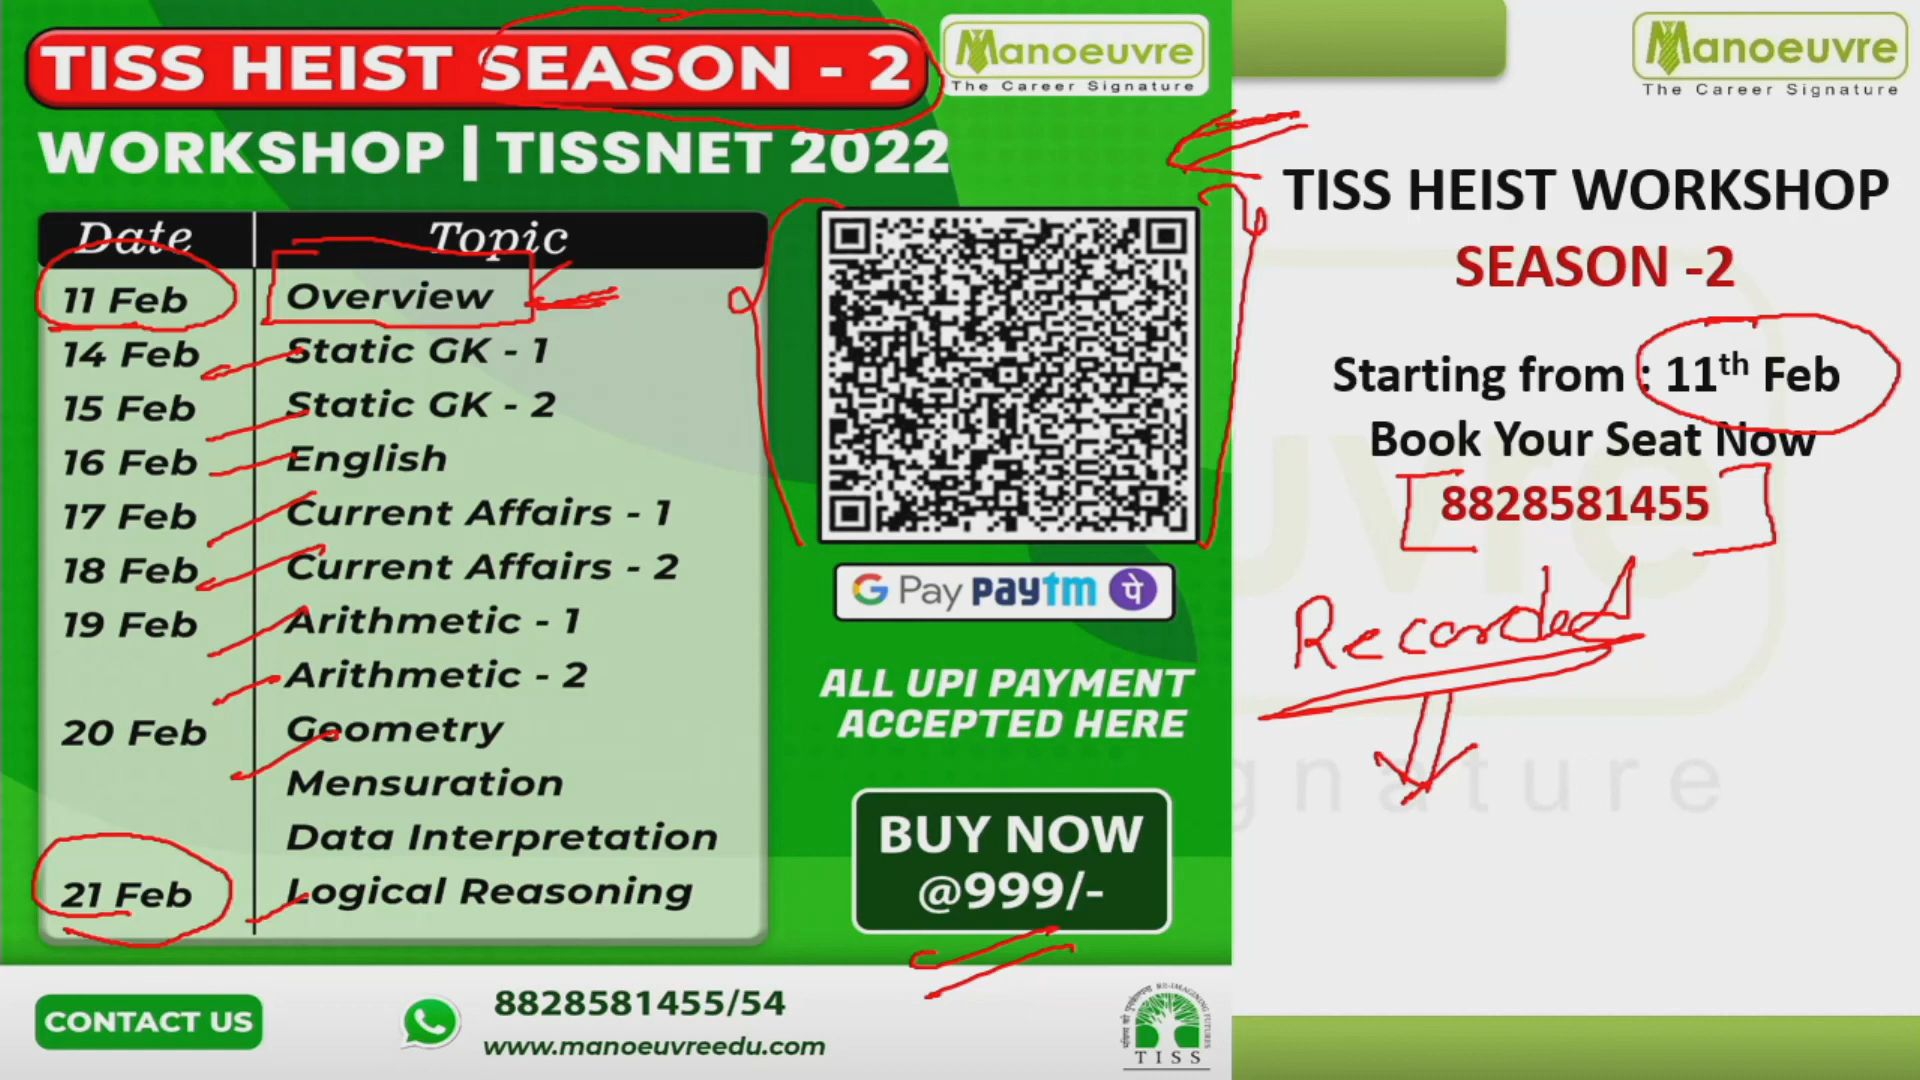 TISS HEIST SEASON - 2
Manoeuvre
The Career Signature
WORKSHOP | TISSNET 2022
Date Topic
11 Feb Overview
14 Feb Static GK - 1
15 Feb Static GK - 2
16 Feb English
17 Feb Current Affairs - 1
18 Feb Current Affairs - 2
19 Feb Arithmetic - 1
Arithmetic - 2
20 Feb Geometry
Mensuration
Data Interpretation
21 Feb Logical Reasoning
G Pay paytm पे
ALL UPI PAYMENT
ACCEPTED HERE
BUY NOW
@999/-
CONTACT US
8828581455/54
www.manoeuvreedu.com
TISS
Manoeuvre
The Career Signature
TISS HEIST WORKSHOP
SEASON -2
Starting from : 11th Feb
Book Your Seat Now
8828581455
Recorded